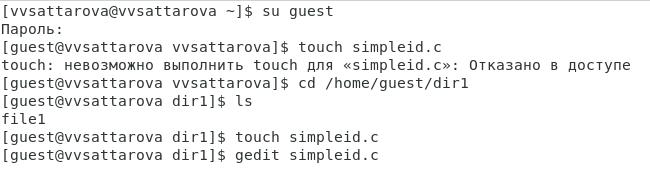 [vvsattarova@vvsattarova ~]$ su guest
Пароль:
[guest@vvsattarova vvsattarova]$ touch simpleid.c
touch: невозможно выполнить touch для «simpleid.c»: Отказано в доступе
[guest@vvsattarova vvsattarova]$ cd /home/guest/dir1
[guest@vvsattarova dir1]$ ls
file1
[guest@vvsattarova dir1]$ touch simpleid.c
[guest@vvsattarova dir1]$ gedit simpleid.c